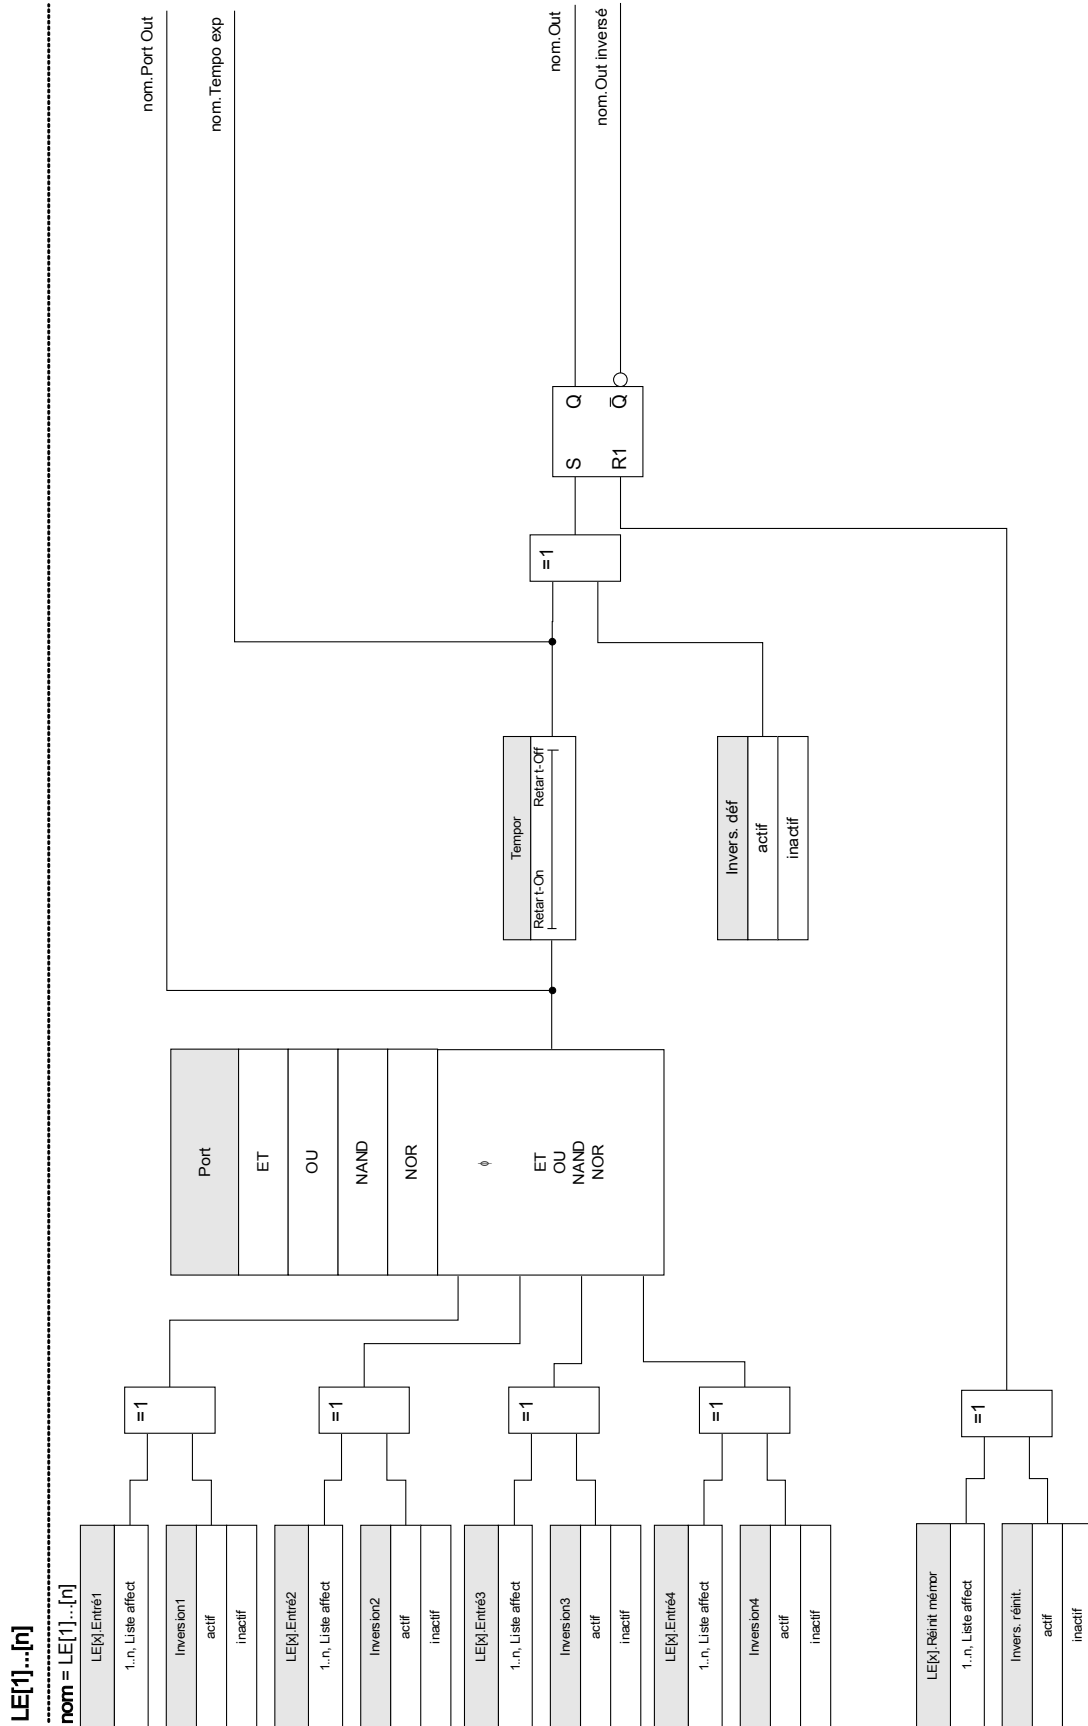 LE[1]...[n]
nom = LE[1]...[n]
LE[x].Entré1
1..n, Liste affect
Inversion1
actif
inactif
LE[x].Entré2
1..n, Liste affect
Inversion2
actif
inactif
LE[x].Entré3
1..n, Liste affect
Inversion3
actif
inactif
LE[x].Entré4
1..n, Liste affect
Inversion4
actif
inactif
LE[x].Réinit mémor
1..n, Liste affect
Invers. réinit.
actif
inactif
=1
=1
=1
=1
=1
Port
ET
OU
NAND
NOR
ϕ
ET
OU
NAND
NOR
Tempor
Retart-On
Retart-Off
Invers. déf
actif
inactif
=1
S
Q
R1
Q̅
nom.Port Out
nom.Tempo exp
nom.Out
nom.Out inversé